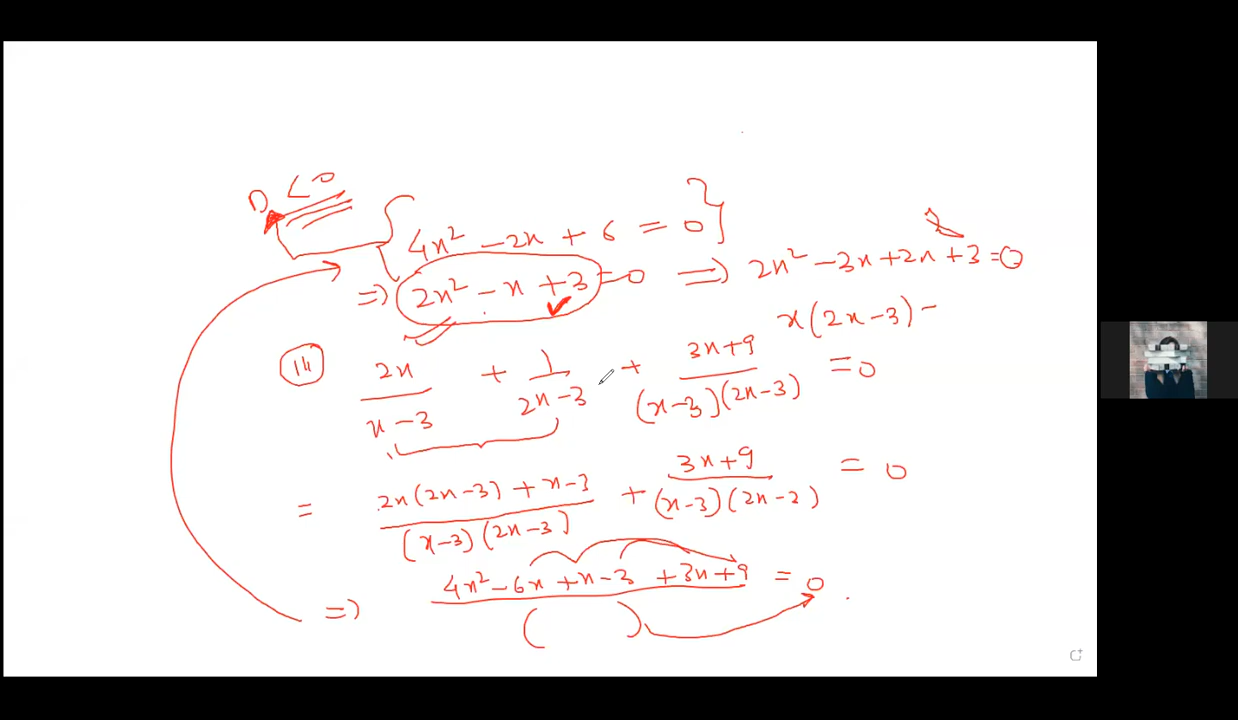 D < 0
4x² - 2x + 6 = 0 }
=> 2x² - x + 3 = 0 => 2x² - 3x + 2x + 3 = 0
x(2x - 3) -
14 2x/(x-3) + 1/(2x-3) + (3x+9)/((x-3)(2x-3)) = 0
= (2x(2x-3) + x-3)/((x-3)(2x-3)) + (3x+9)/((x-3)(2x-2)) = 0
=> (4x² - 6x + x - 3 + 3x + 9)/( ) = 0